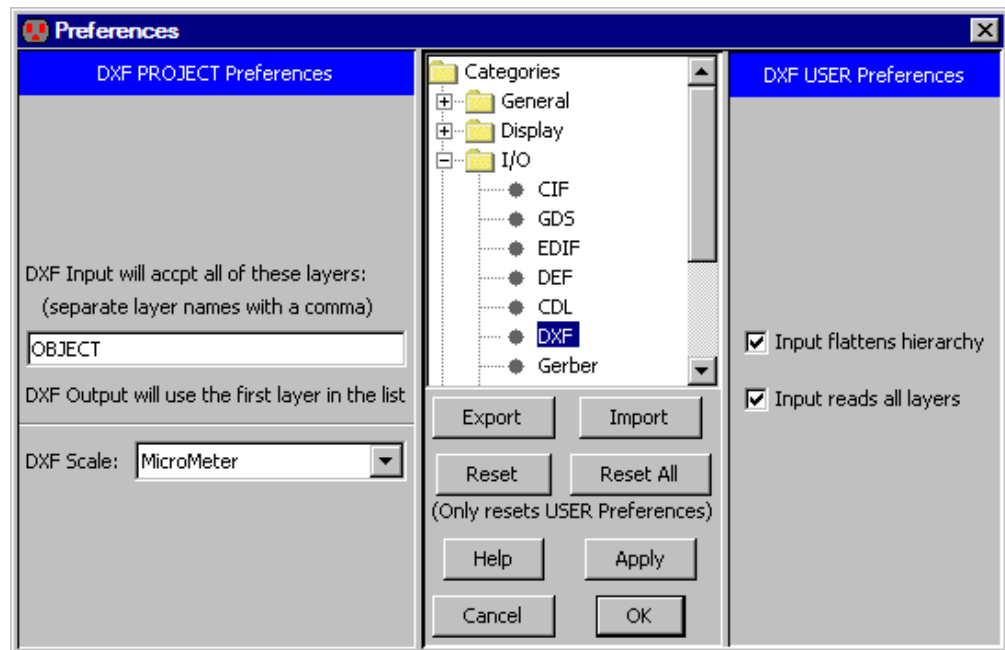 Preferences
DXF PROJECT Preferences
DXF Input will accpt all of these layers:
(separate layer names with a comma)
OBJECT
DXF Output will use the first layer in the list
DXF Scale: MicroMeter
Categories
General
Display
I/O
CIF
GDS
EDIF
DEF
CDL
DXF
Gerber
Export Import
Reset Reset All
(Only resets USER Preferences)
Help Apply
Cancel OK
DXF USER Preferences
Input flattens hierarchy
Input reads all layers